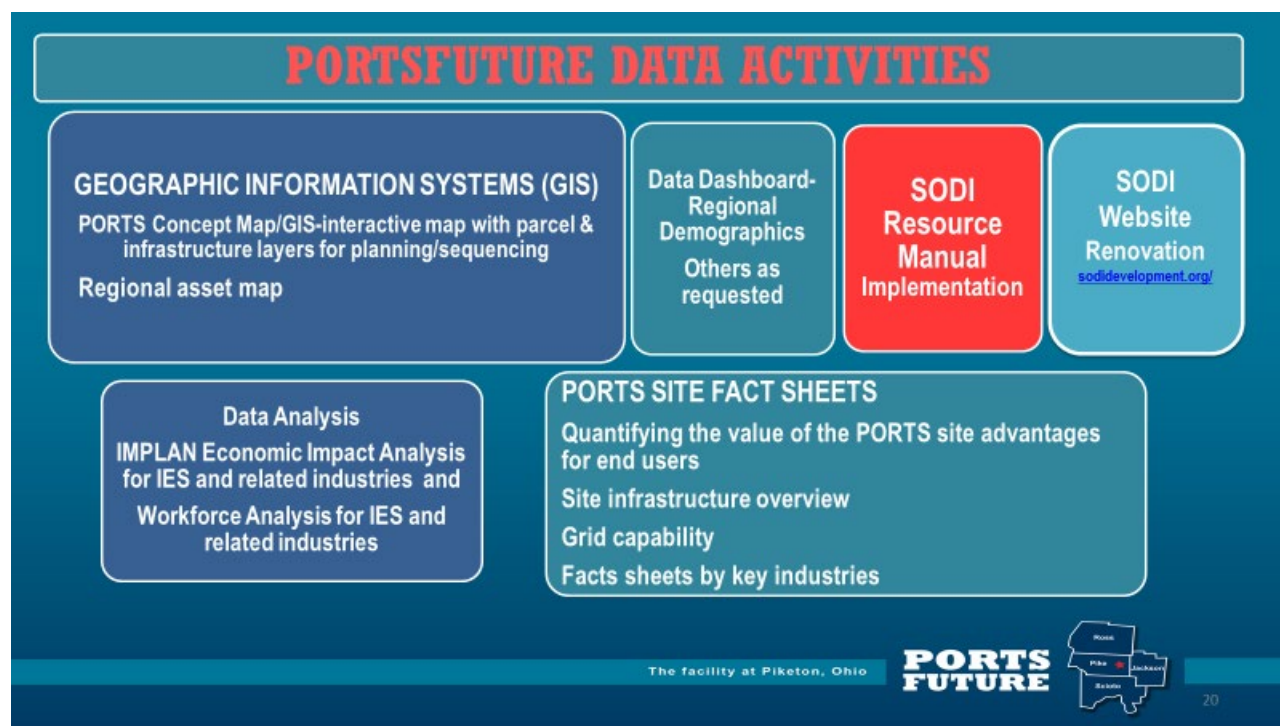 PORTSFUTURE DATA ACTIVITIES
GEOGRAPHIC INFORMATION SYSTEMS (GIS)
PORTS Concept Map/GIS-interactive map with parcel &
infrastructure layers for planning/sequencing
Regional asset map
Data Dashboard-
Regional
Demographics
Others as
requested
SODI
Resource
Manual
Implementation
SODI
Website
Renovation
sodidevelopment.org/
Data Analysis
IMPLAN Economic Impact Analysis
for IES and related industries and
Workforce Analysis for IES and
related industries
PORTS SITE FACT SHEETS
Quantifying the value of the PORTS site advantages
for end users
Site infrastructure overview
Grid capability
Facts sheets by key industries
The facility at Piketon, Ohio
PORTS
FUTURE
Ross
Pike
Jackson
Scioto
20